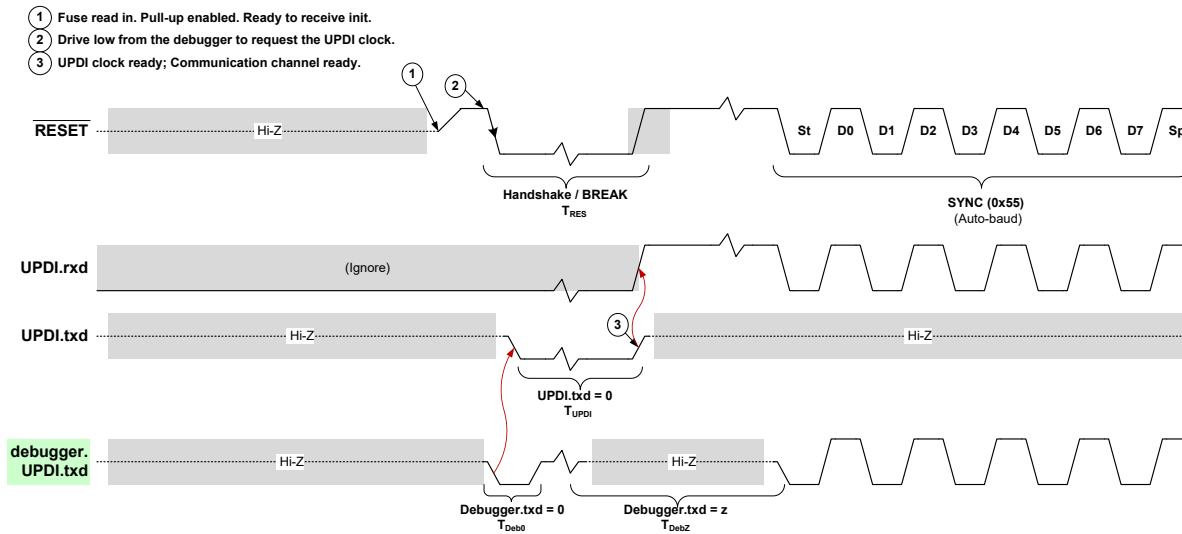 1 Fuse read in. Pull-up enabled. Ready to receive init.
2 Drive low from the debugger to request the UPDI clock.
3 UPDI clock ready; Communication channel ready.
1
2
RESET
Hi-Z
St D0 D1 D2 D3 D4 D5 D6 D7 Sp
Handshake / BREAK
TRES
SYNC (0x55)
(Auto-baud)
UPDI.rxd
(Ignore)
3
UPDI.txd
Hi-Z
Hi-Z
UPDI.txd = 0
TUPDI
debugger.
UPDI.txd
Hi-Z
Hi-Z
Debugger.txd = 0
TDeb0
Debugger.txd = z
TDebZ